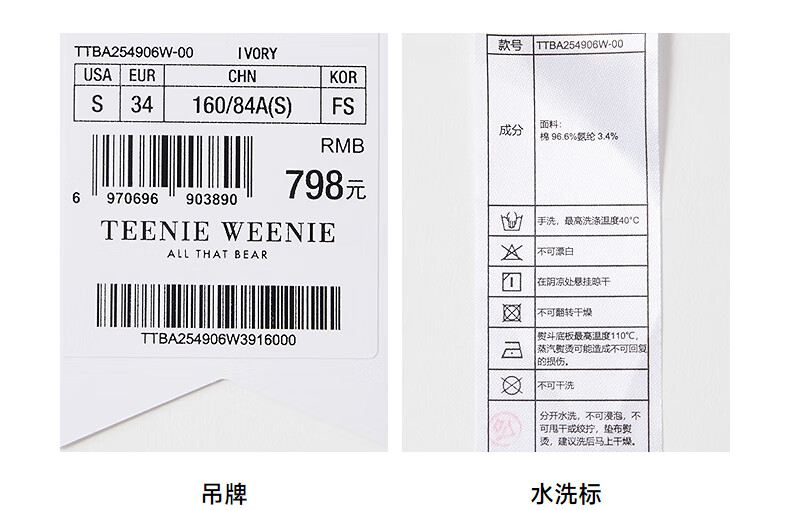 TTBA254906W-00 IVORY
USA EUR CHN KOR
S 34 160/84A(S) FS
RMB
798元
6 970696 903890
TEENIE WEENIE
ALL THAT BEAR
TTBA254906W3916000
吊牌
款号 TTBA254906W-00
成分
面料：
棉 96.6%氨纶 3.4%
手洗，最高洗涤温度40°C
不可漂白
在阴凉处悬挂晾干
不可翻转干燥
熨斗底板最高温度110℃，
蒸汽熨烫可能造成不可回复
的损伤。
不可干洗
分开水洗，不可浸泡，不
可甩干或绞拧，垫布熨
烫，建议洗后马上干燥。
水洗标